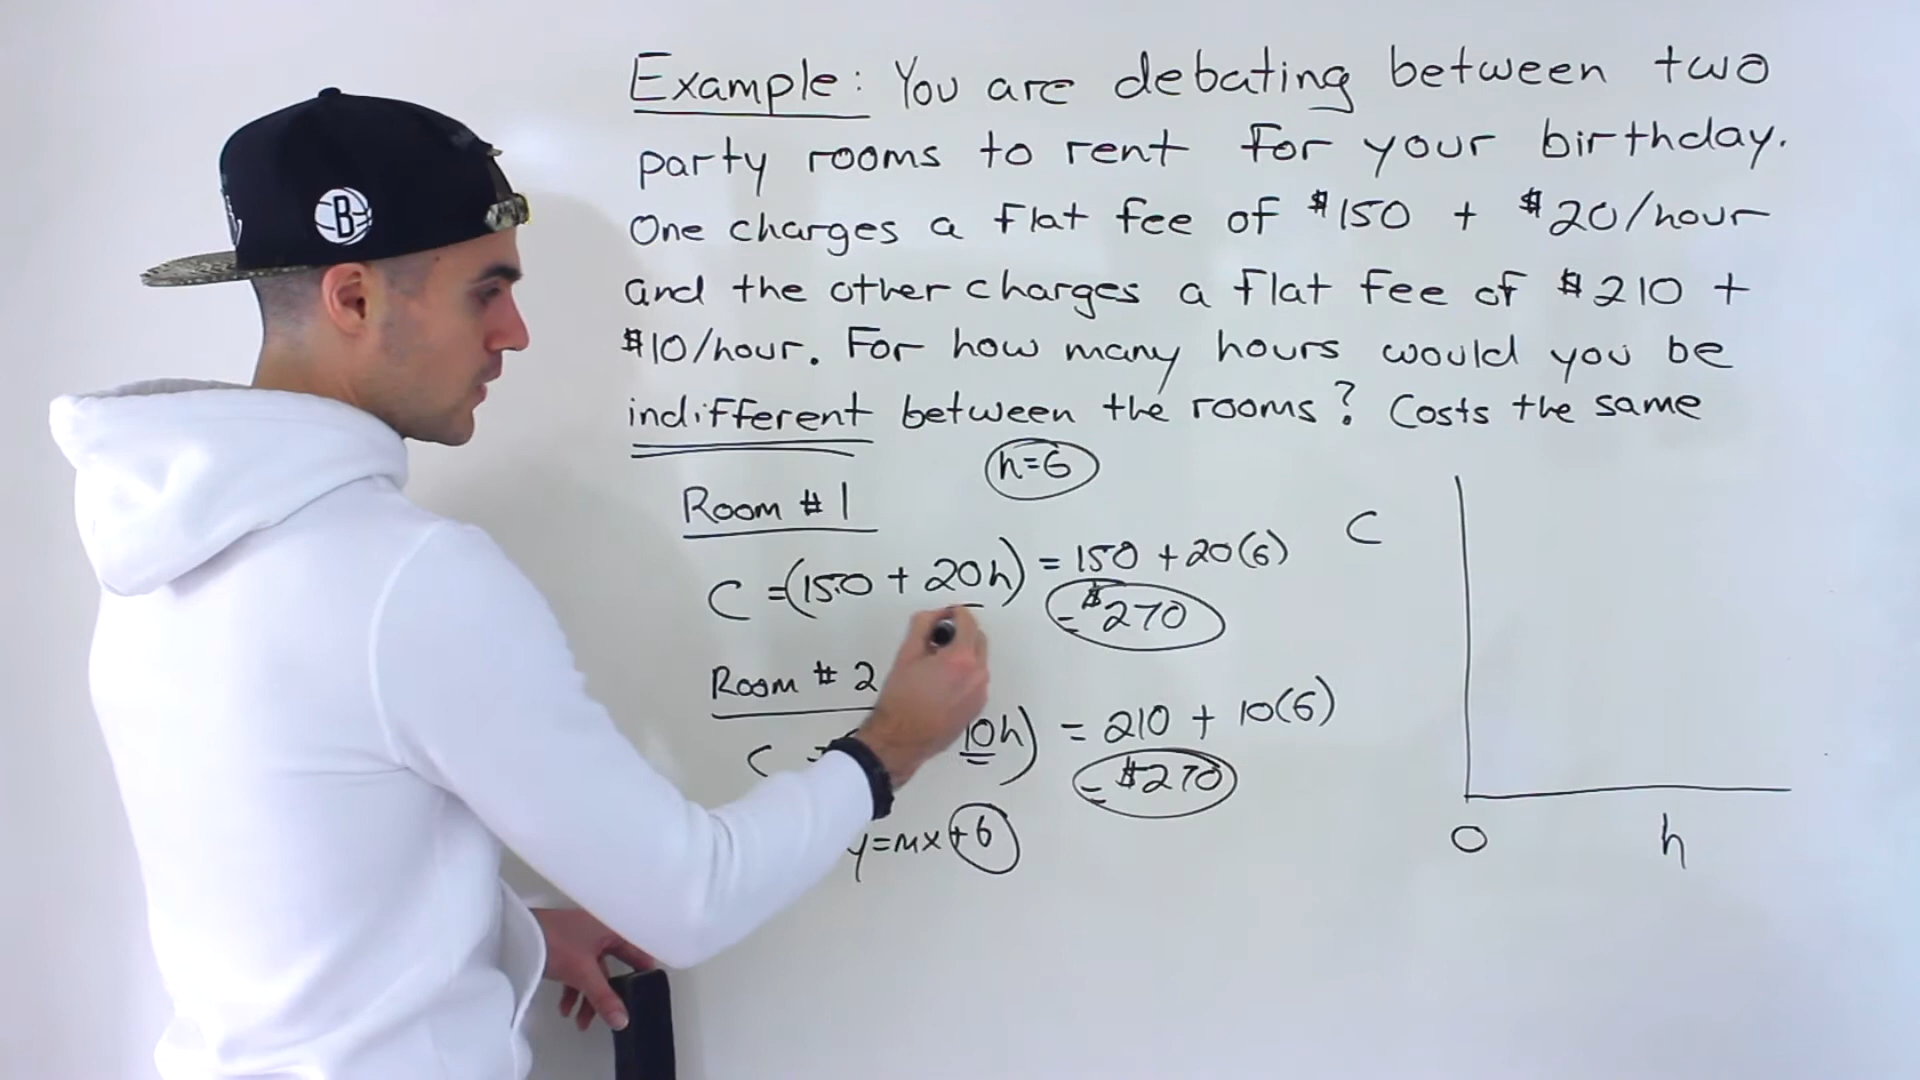 Example: You are debating between two
party rooms to rent for your birthday.
One charges a flat fee of $150 + $20/hour
and the other charges a flat fee of $210 +
$10/hour. For how many hours would you be
indifferent between the rooms? Costs the same
h=6
Room #1
C =(150 + 20h) = 150 + 20(6)
= $270
Room # 2
C = 10h) = 210 + 10(6)
= $270
y=mx+b
C
0 h
B